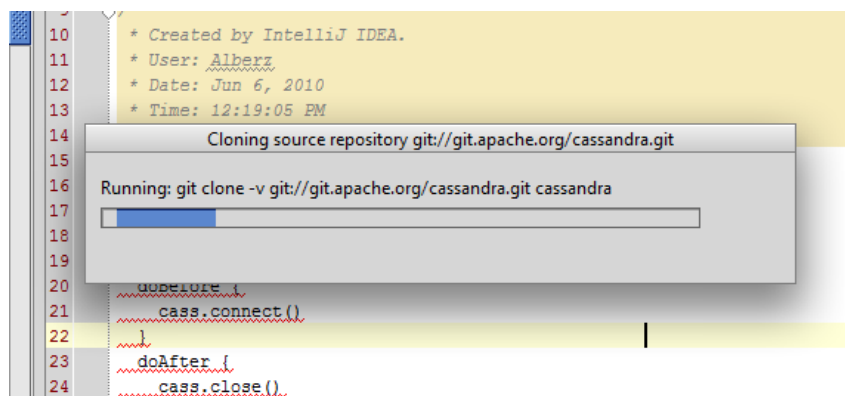 10 * Created by IntelliJ IDEA.
11 * User: Alberz
12 * Date: Jun 6, 2010
13 * Time: 12:19:05 PM
14
Cloning source repository git://git.apache.org/cassandra.git
15
16
Running: git clone -v git://git.apache.org/cassandra.git cassandra
17
18
19
20 doBefore {
21 cass.connect()
22 }
23 doAfter {
24 cass.close()